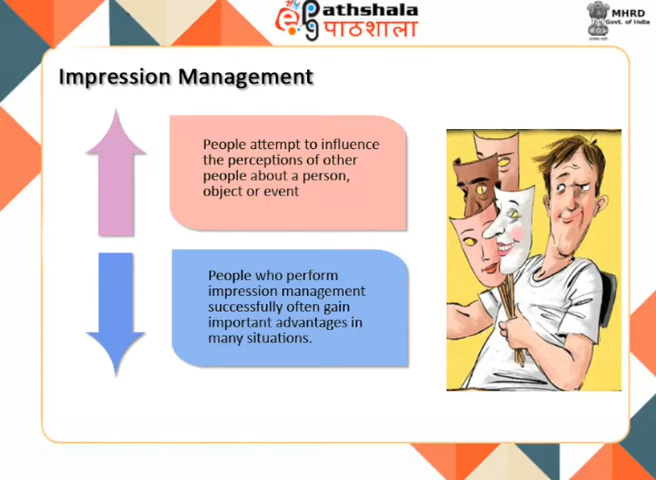 ePathshala
पाठशाला
MHRD
Govt. of India
Impression Management
People attempt to influence
the perceptions of other
people about a person,
object or event
People who perform
impression management
successfully often gain
important advantages in
many situations.